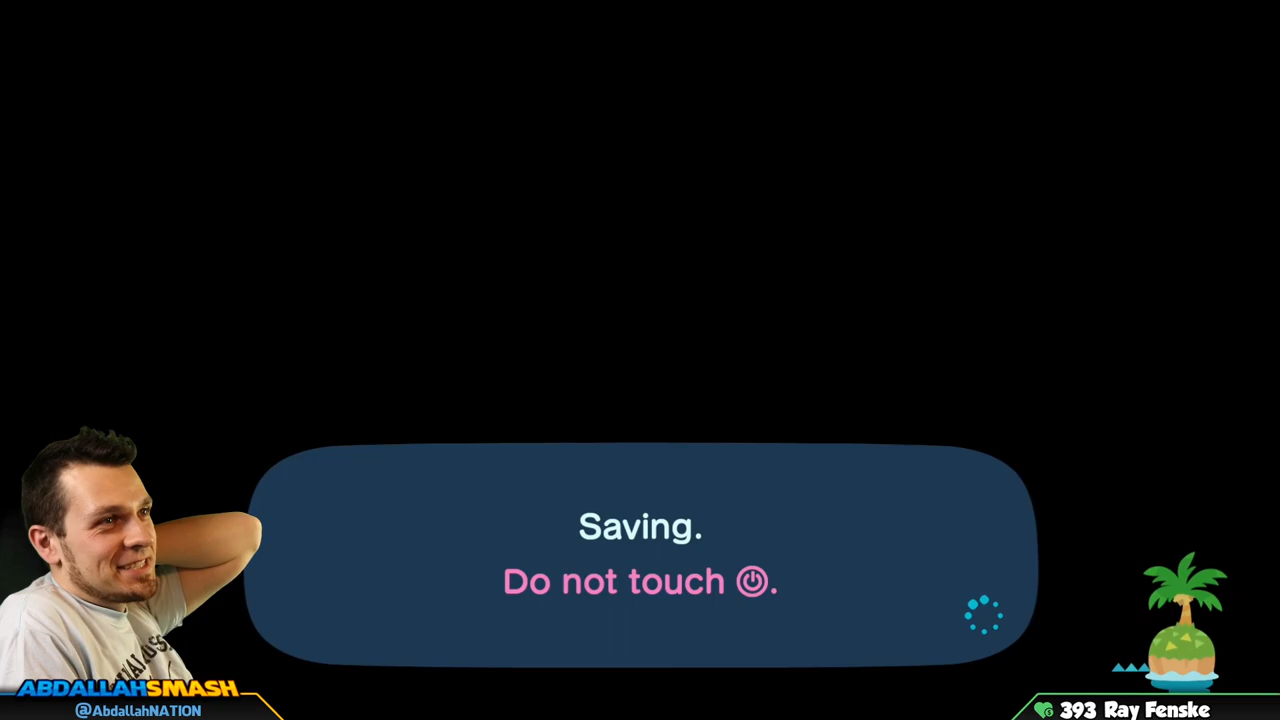 Saving.
Do not touch ⏻.
ABDALLAHSMASH
@AbdallahNATION
393 Ray Fenske